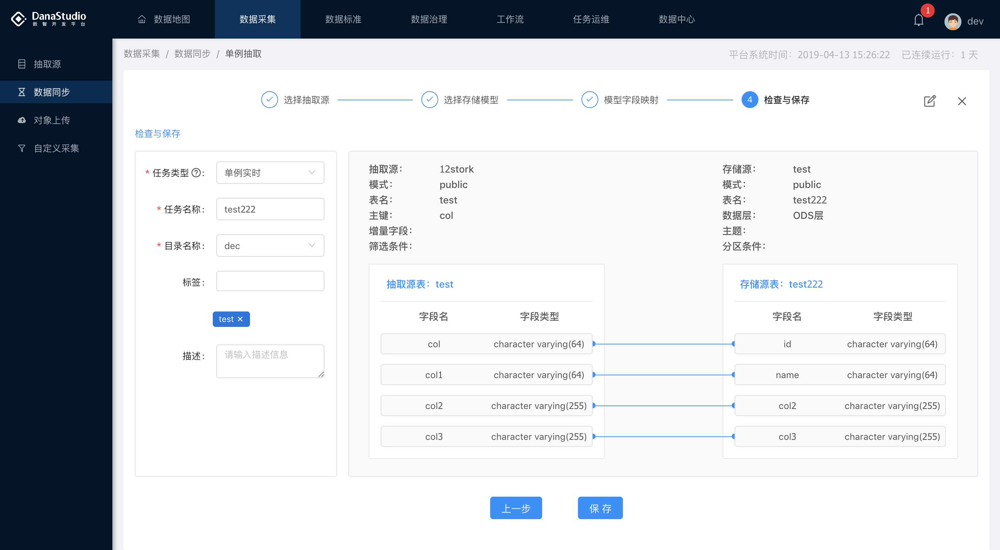 DanaStudio
数智开发平台
数据地图
数据采集
数据标准
数据治理
工作流
任务运维
数据中心
1
dev
抽取源
数据同步
对象上传
自定义采集
数据采集 / 数据同步 / 单例抽取
平台系统时间：2019-04-13 15:26:22 已连续运行：1 天
选择抽取源
选择存储模型
模型字段映射
4 检查与保存
检查与保存
* 任务类型 ? : 单例实时
* 任务名称 : test222
* 目录名称 : dec
标签 :
test ×
描述 : 请输入描述信息
抽取源： 12stork
模式： public
表名： test
主键： col
增量字段：
筛选条件：
存储源： test
模式： public
表名： test222
数据层： ODS层
主题：
分区条件：
抽取源表：test
字段名 字段类型
col character varying(64)
col1 character varying(64)
col2 character varying(255)
col3 character varying(255)
存储源表：test222
字段名 字段类型
id character varying(64)
name character varying(64)
col2 character varying(255)
col3 character varying(255)
上一步
保 存